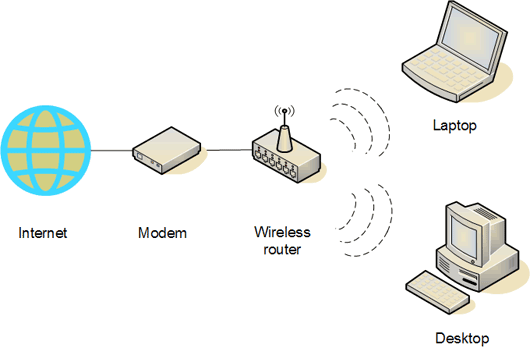 Laptop
Internet
Modem
Wireless
router
Desktop